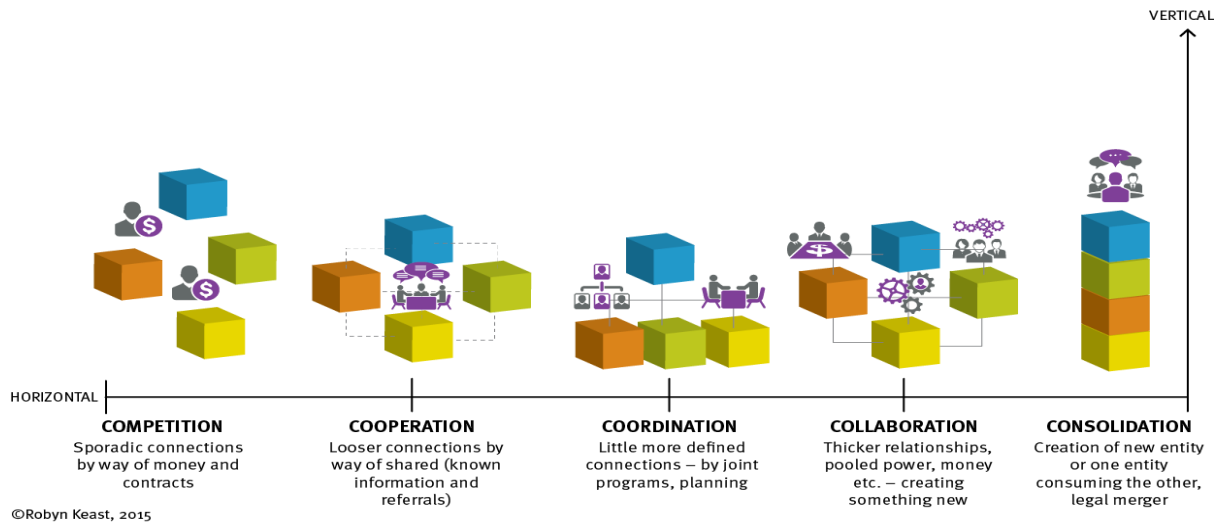 VERTICAL
HORIZONTAL
COMPETITION
Sporadic connections
by way of money and
contracts
COOPERATION
Looser connections by
way of shared (known
information and
referrals)
COORDINATION
Little more defined
connections – by joint
programs, planning
COLLABORATION
Thicker relationships,
pooled power, money
etc. – creating
something new
CONSOLIDATION
Creation of new entity
or one entity
consuming the other,
legal merger
©Robyn Keast, 2015